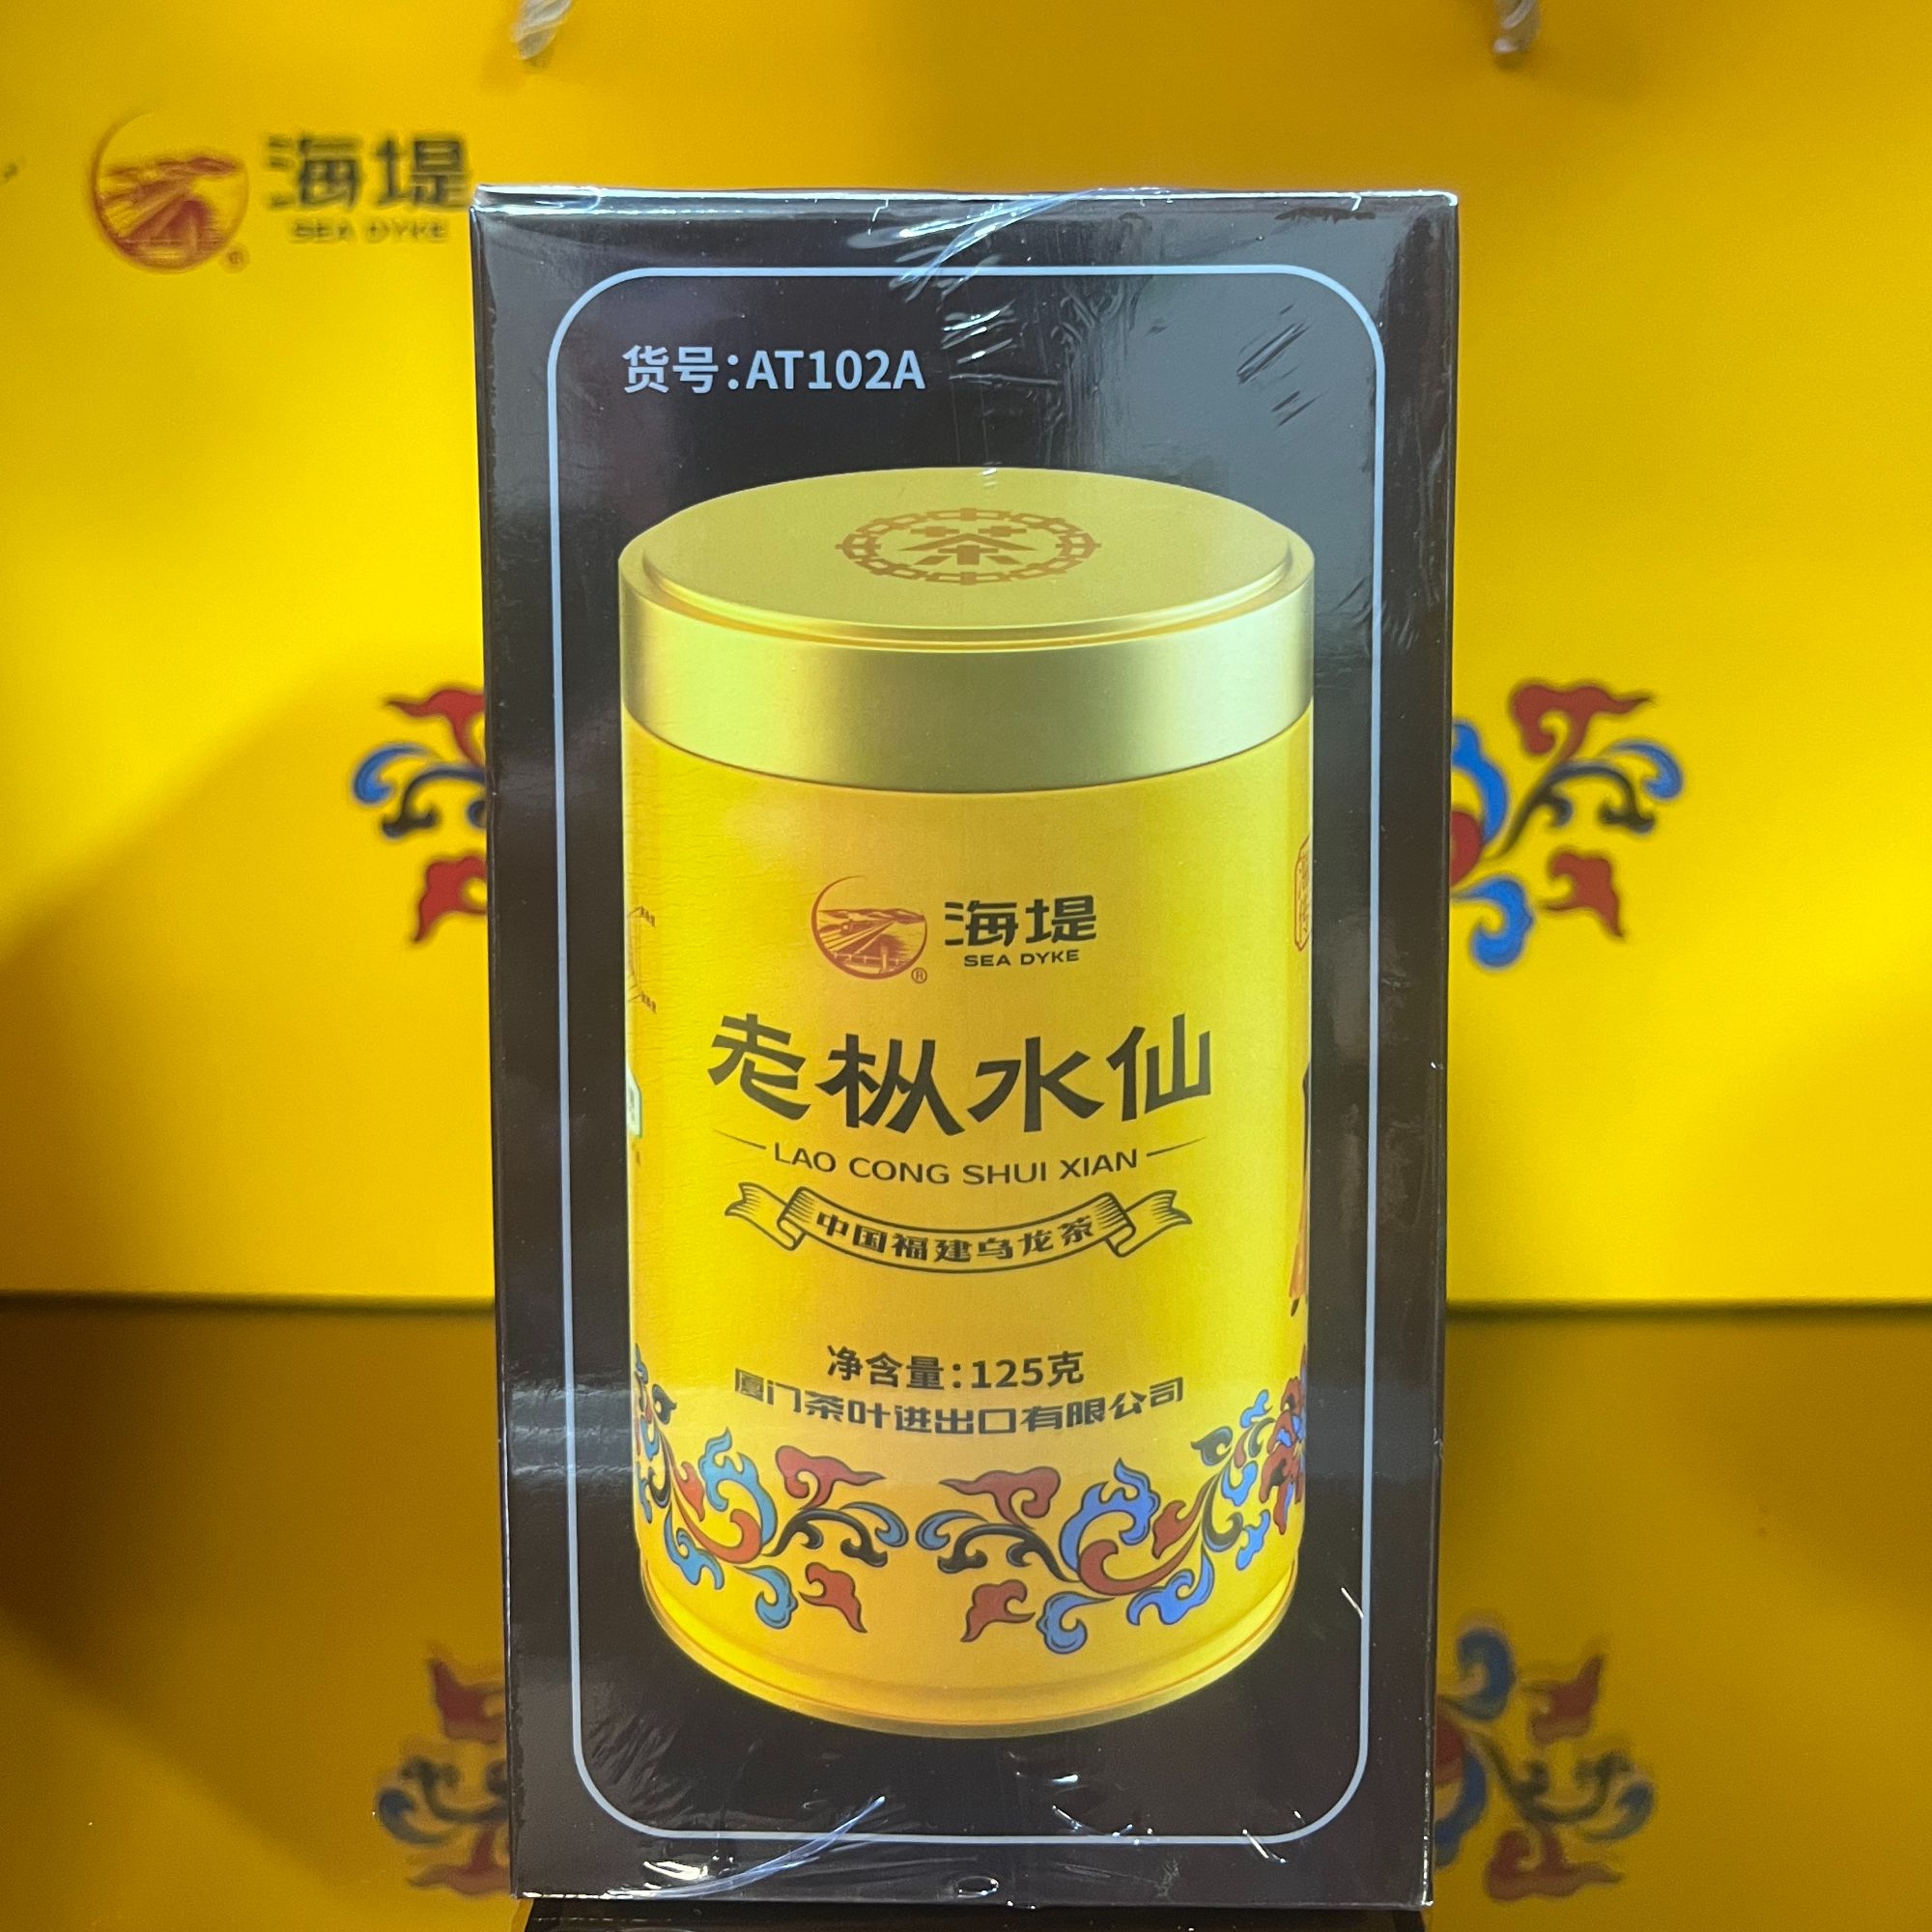 海堤
SEA DYKE
®
货号:AT102A
茶
海堤
SEA DYKE
®
老枞水仙
LAO CONG SHUI XIAN
中国福建乌龙茶
净含量:125克
厦门茶叶进出口有限公司